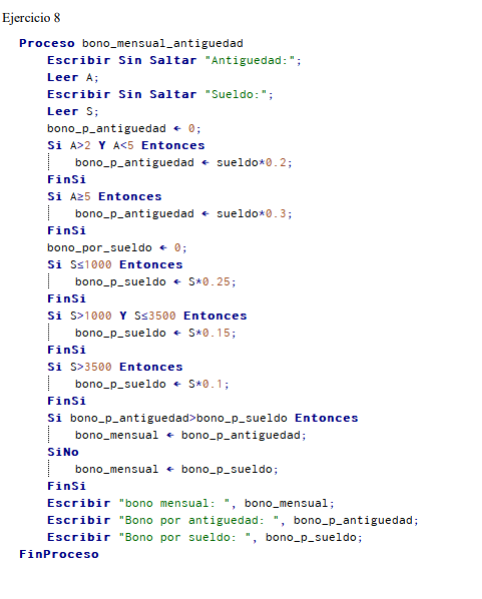 Ejercicio 8
Proceso bono_mensual_antiguedad
Escribir Sin Saltar "Antiguedad:";
Leer A;
Escribir Sin Saltar "Sueldo:";
Leer S;
bono_p_antiguedad ← 0;
Si A>2 Y A<5 Entonces
bono_p_antiguedad ← sueldo*0.2;
FinSi
Si A≥5 Entonces
bono_p_antiguedad ← sueldo*0.3;
FinSi
bono_por_sueldo ← 0;
Si S≤1000 Entonces
bono_p_sueldo ← S*0.25;
FinSi
Si S>1000 Y S≤3500 Entonces
bono_p_sueldo ← S*0.15;
FinSi
Si S>3500 Entonces
bono_p_sueldo ← S*0.1;
FinSi
Si bono_p_antiguedad>bono_p_sueldo Entonces
bono_mensual ← bono_p_antiguedad;
SiNo
bono_mensual ← bono_p_sueldo;
FinSi
Escribir "bono mensual: ", bono_mensual;
Escribir "Bono por antiguedad: ", bono_p_antiguedad;
Escribir "Bono por sueldo: ", bono_p_sueldo;
FinProceso